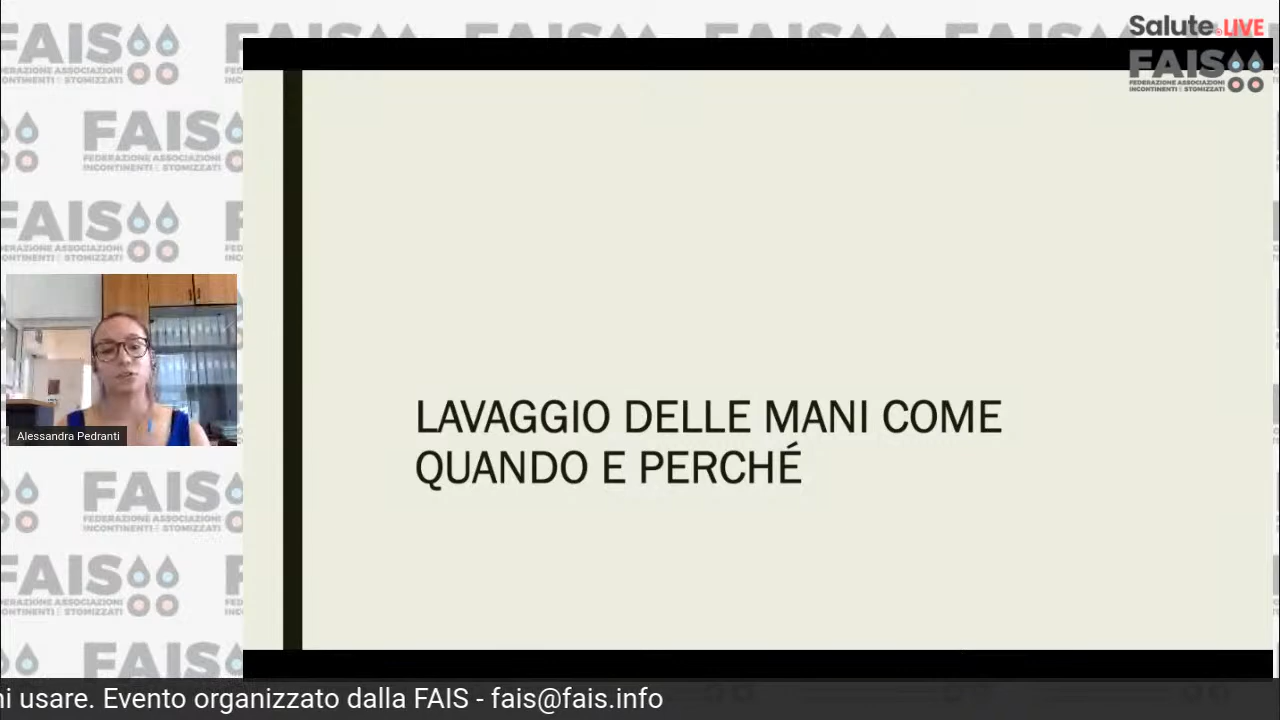 Salute LIVE
FAIS
FEDERAZIONE ASSOCIAZIONI
INCONTINENTI E STOMIZZATI
LAVAGGIO DELLE MANI COME
QUANDO E PERCHÉ
Alessandra Pedranti
usare. Evento organizzato dalla FAIS - fais@fais.info